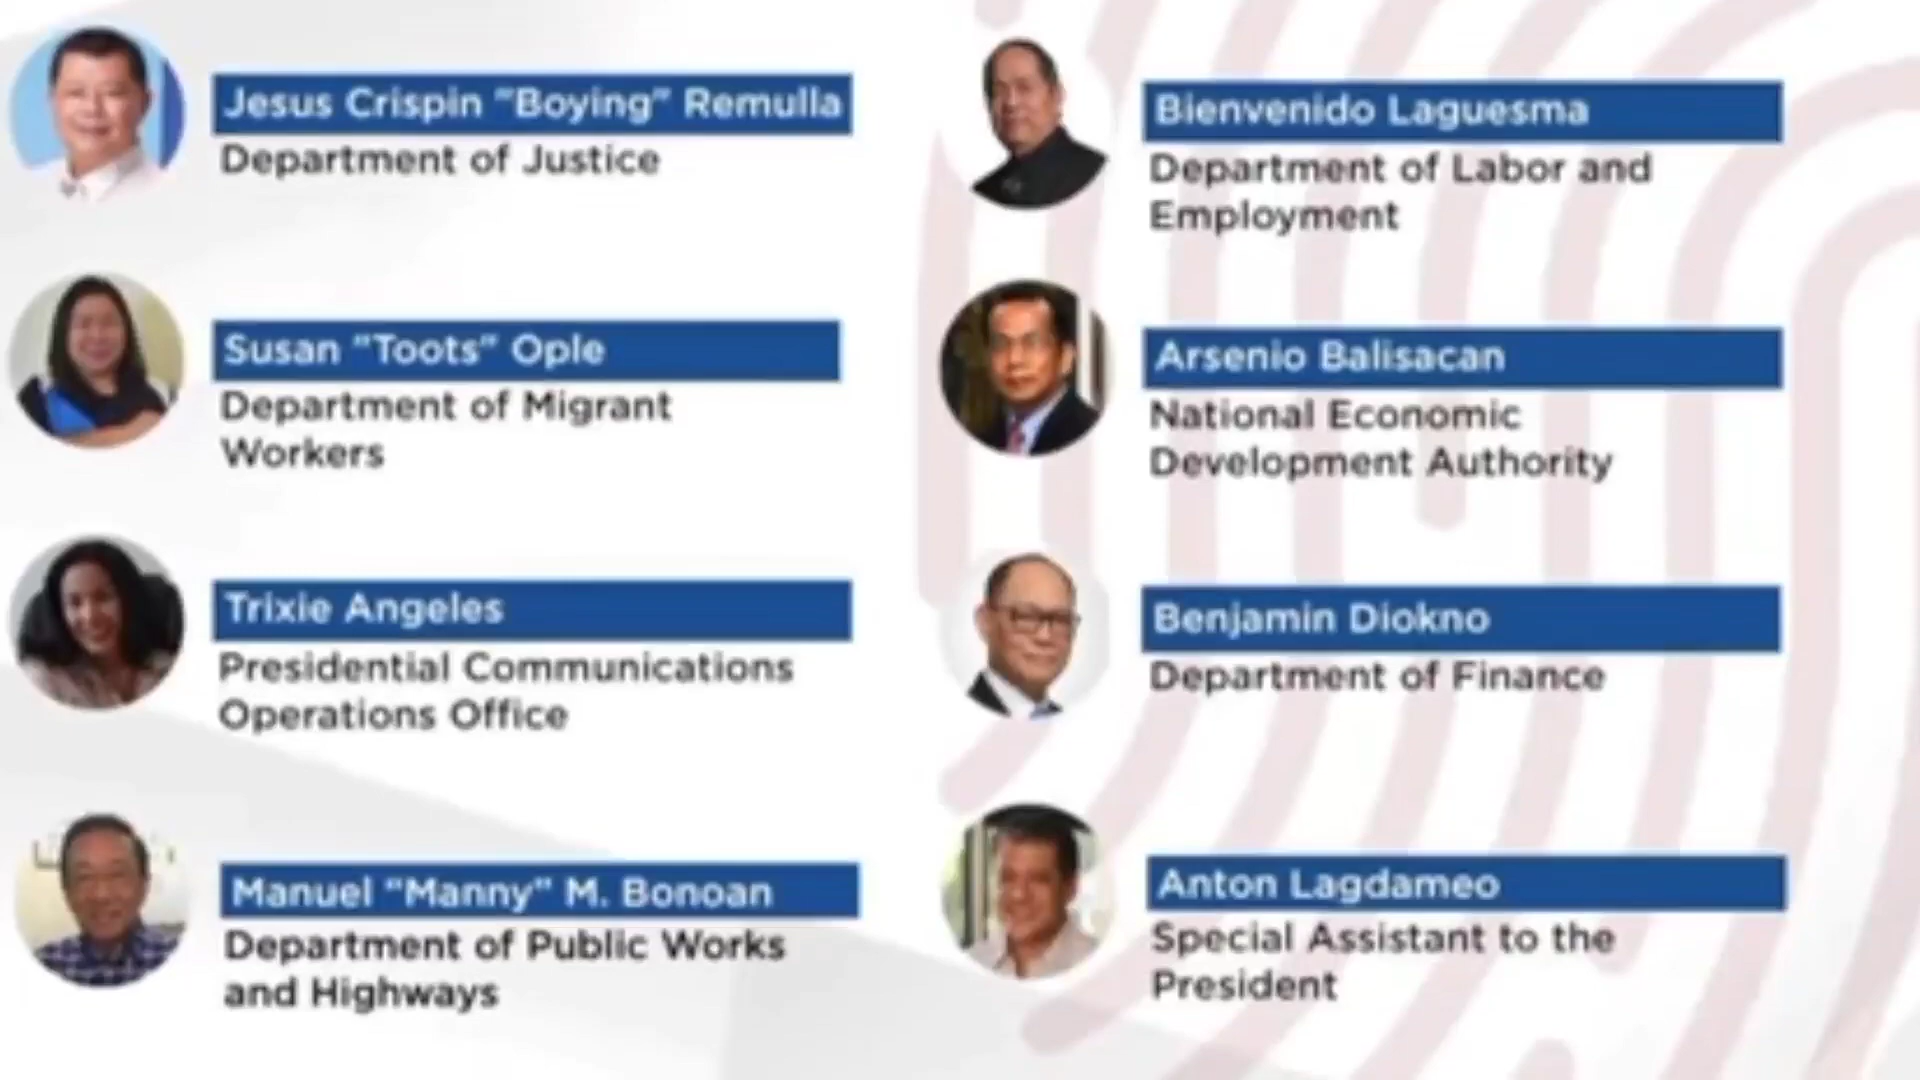 Jesus Crispin "Boying" Remulla
Department of Justice
Susan "Toots" Ople
Department of Migrant
Workers
Trixie Angeles
Presidential Communications
Operations Office
Manuel "Manny" M. Bonoan
Department of Public Works
and Highways
Bienvenido Laguesma
Department of Labor and
Employment
Arsenio Balisacan
National Economic
Development Authority
Benjamin Diokno
Department of Finance
Anton Lagdameo
Special Assistant to the
President